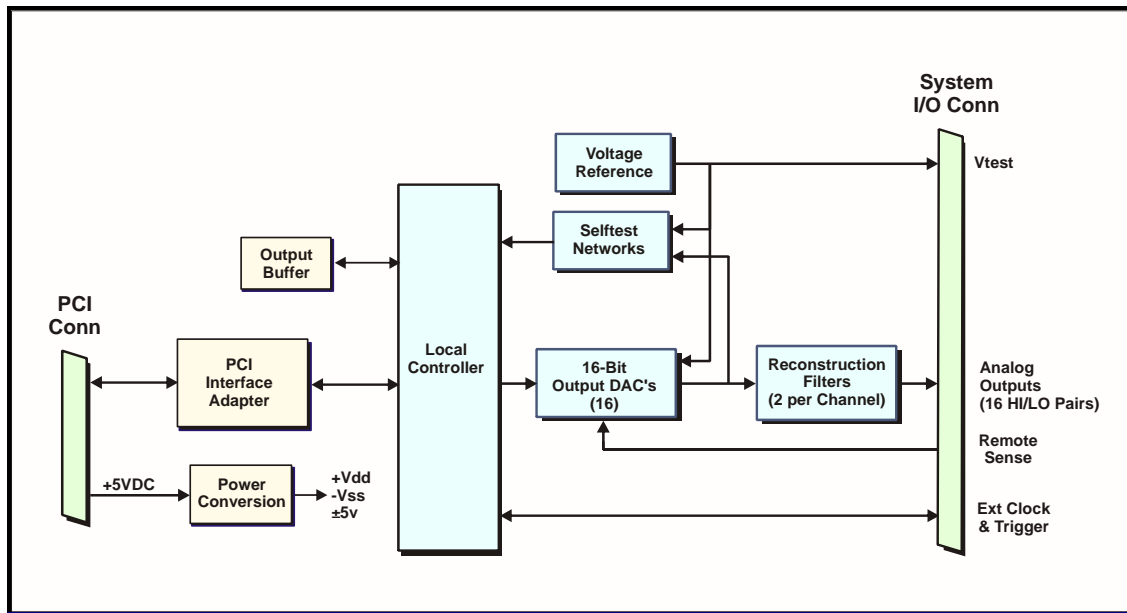 System
I/O Conn
Voltage
Reference
Vtest
Selftest
Networks
Output
Buffer
PCI
Conn
PCI
Interface
Adapter
Local
Controller
16-Bit
Output DAC's
(16)
Reconstruction
Filters
(2 per Channel)
Analog
Outputs
(16 HI/LO Pairs)
Remote
Sense
+5VDC
Power
Conversion
+Vdd
-Vss
±5v
Ext Clock
& Trigger